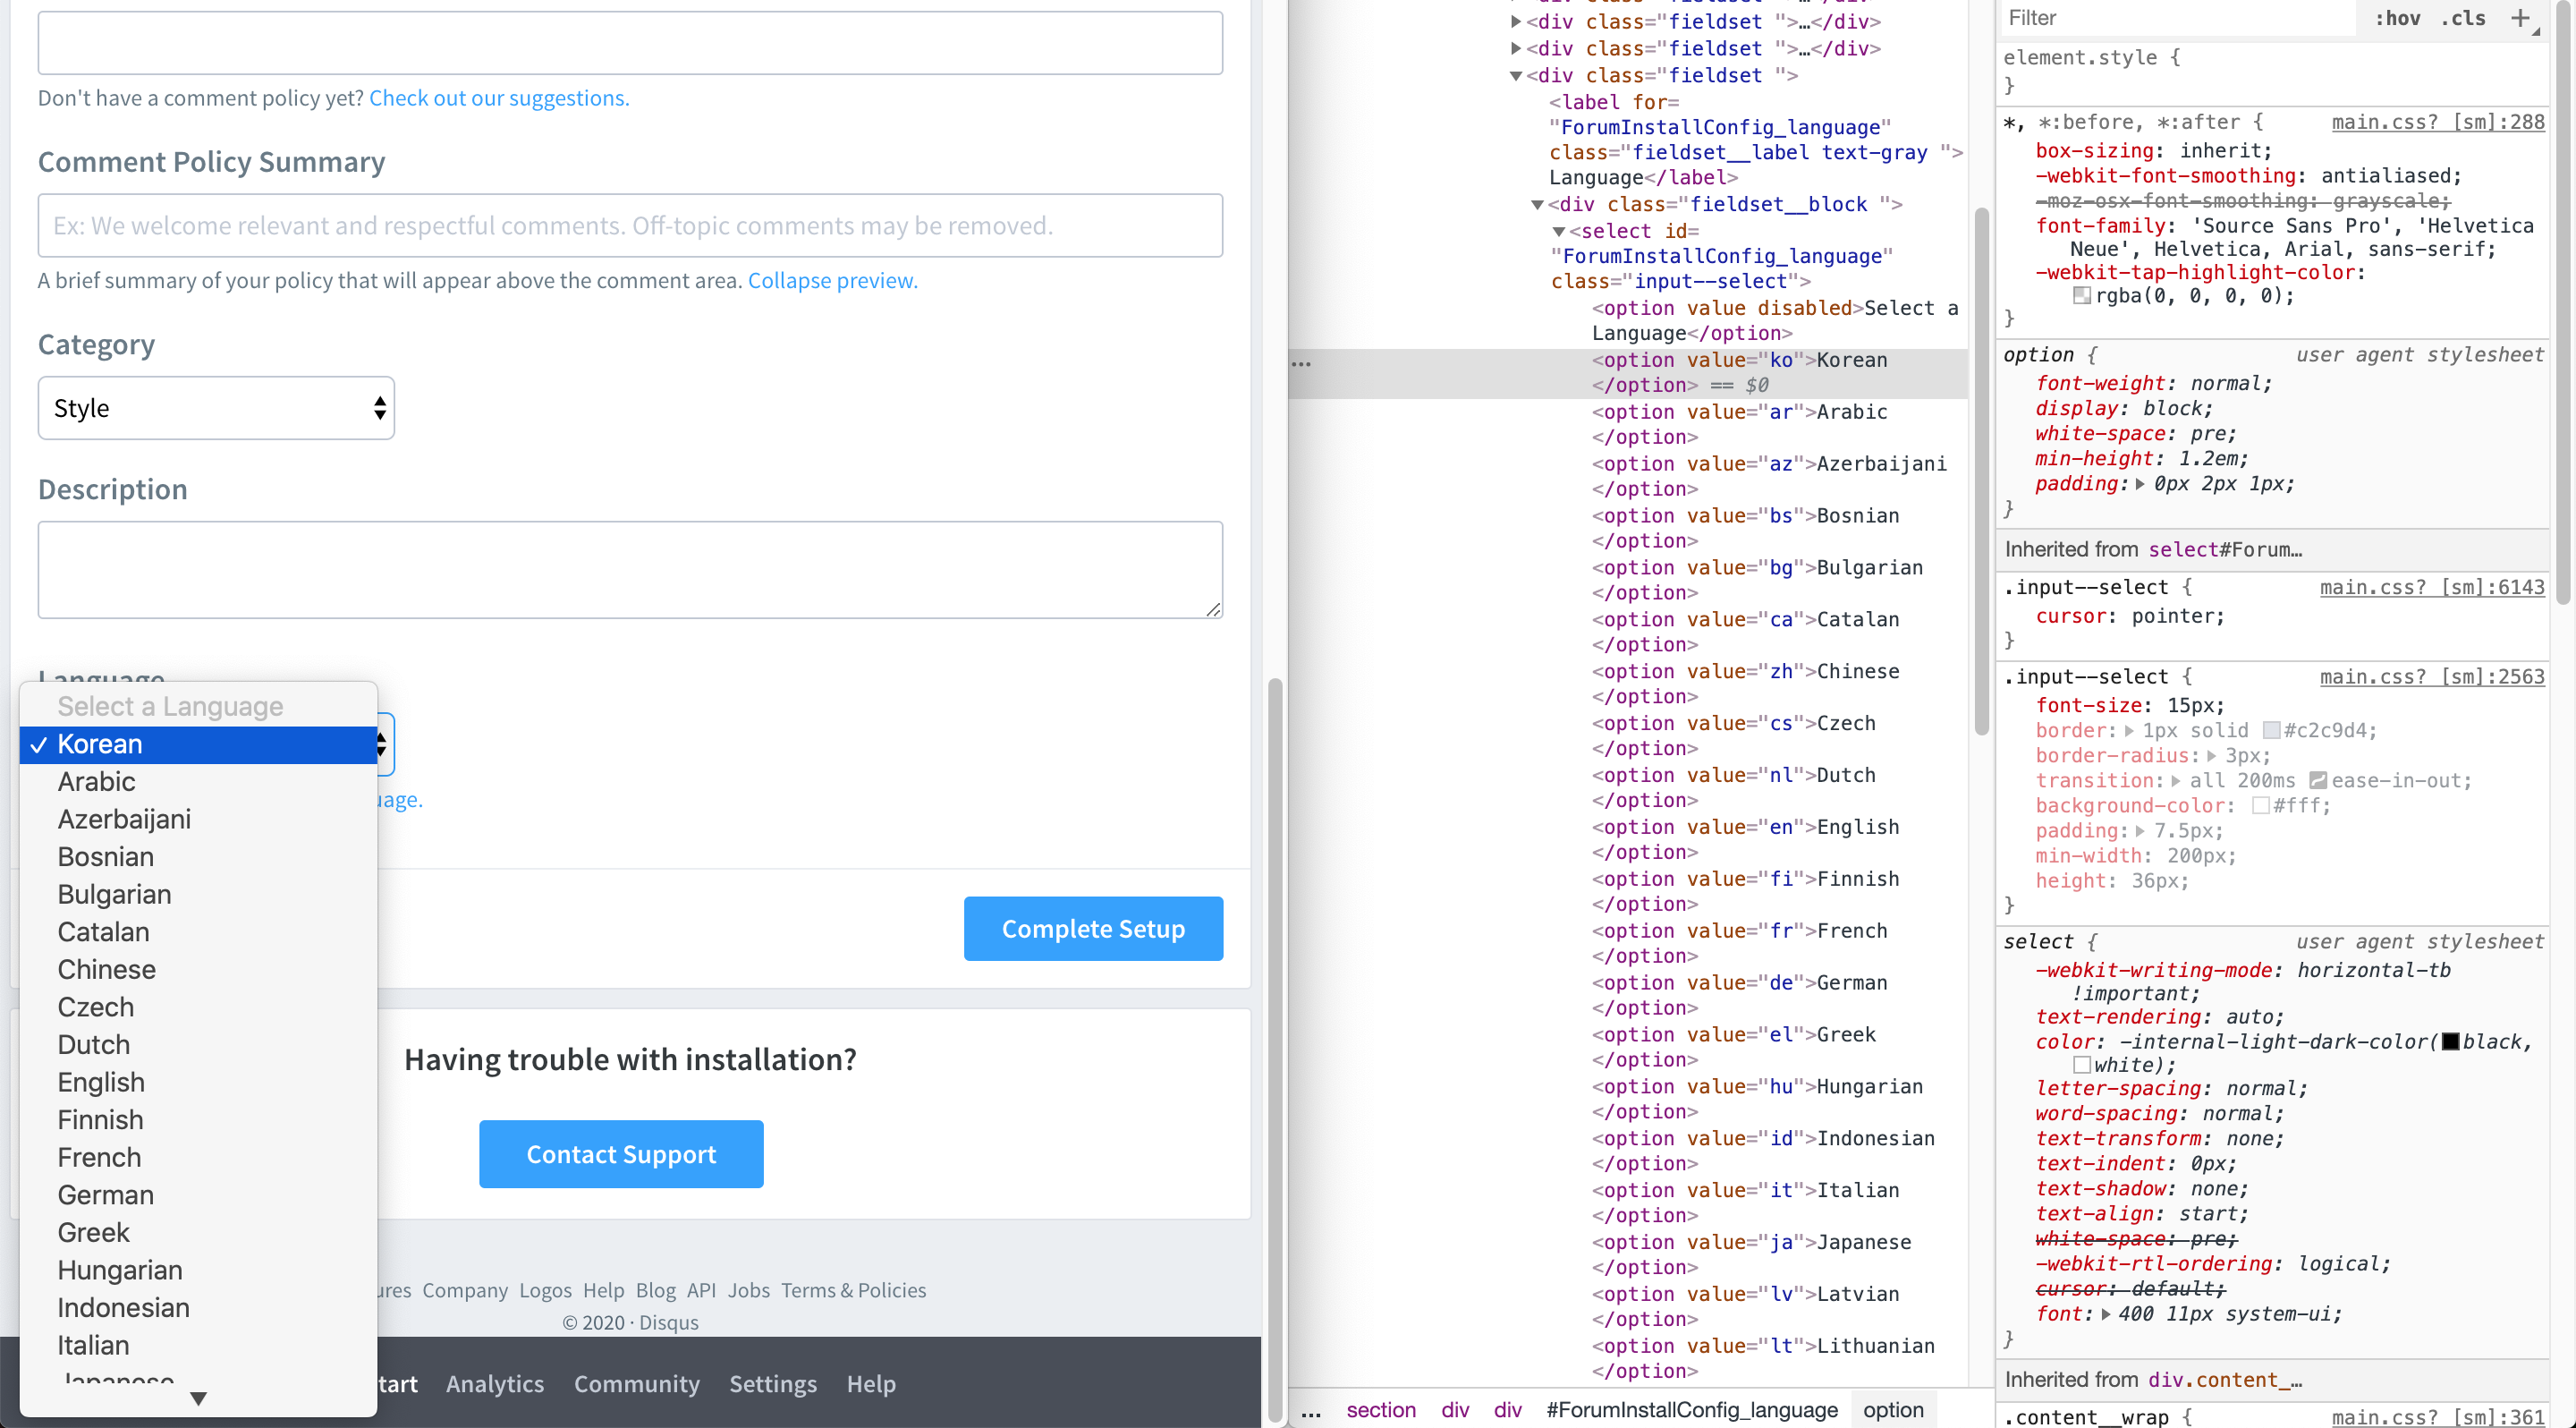 Don't have a comment policy yet? Check out our suggestions.
Comment Policy Summary
Ex: We welcome relevant and respectful comments. Off-topic comments may be removed.
A brief summary of your policy that will appear above the comment area. Collapse preview.
Category
Style
Description
Language
Select a Language
✓ Korean
Arabic
uage.
Azerbaijani
Bosnian
Bulgarian
Catalan
Chinese
Czech
Dutch
English
Finnish
French
German
Greek
Hungarian
Indonesian
Italian
Japanese
Complete Setup
Having trouble with installation?
Contact Support
ures Company Logos Help Blog API Jobs Terms & Policies
© 2020 · Disqus
tart Analytics Community Settings Help
<div class="fieldset ">…</div>
<div class="fieldset ">…</div>
<div class="fieldset ">
<label for=
"ForumInstallConfig_language"
class="fieldset__label text-gray ">
Language</label>
<div class="fieldset__block ">
<select id=
"ForumInstallConfig_language"
class="input--select">
<option value disabled>Select a
Language</option>
... <option value="ko">Korean
</option> == $0
<option value="ar">Arabic
</option>
<option value="az">Azerbaijani
</option>
<option value="bs">Bosnian
</option>
<option value="bg">Bulgarian
</option>
<option value="ca">Catalan
</option>
<option value="zh">Chinese
</option>
<option value="cs">Czech
</option>
<option value="nl">Dutch
</option>
<option value="en">English
</option>
<option value="fi">Finnish
</option>
<option value="fr">French
</option>
<option value="de">German
</option>
<option value="el">Greek
</option>
<option value="hu">Hungarian
</option>
<option value="id">Indonesian
</option>
<option value="it">Italian
</option>
<option value="ja">Japanese
</option>
<option value="lv">Latvian
</option>
<option value="lt">Lithuanian
</option>
... section div div #ForumInstallConfig_language option
Filter :hov .cls +
element.style {
}
*, *:before, *:after { main.css? [sm]:288
box-sizing: inherit;
-webkit-font-smoothing: antialiased;
-moz-osx-font-smoothing: grayscale;
font-family: 'Source Sans Pro', 'Helvetica
Neue', Helvetica, Arial, sans-serif;
-webkit-tap-highlight-color:
rgba(0, 0, 0, 0);
}
option { user agent stylesheet
font-weight: normal;
display: block;
white-space: pre;
min-height: 1.2em;
padding: 0px 2px 1px;
}
Inherited from select#Forum…
.input--select { main.css? [sm]:6143
cursor: pointer;
}
.input--select { main.css? [sm]:2563
font-size: 15px;
border: 1px solid #c2c9d4;
border-radius: 3px;
transition: all 200ms ease-in-out;
background-color: #fff;
padding: 7.5px;
min-width: 200px;
height: 36px;
}
select { user agent stylesheet
-webkit-writing-mode: horizontal-tb
!important;
text-rendering: auto;
color: -internal-light-dark-color(black,
white);
letter-spacing: normal;
word-spacing: normal;
text-transform: none;
text-indent: 0px;
text-shadow: none;
text-align: start;
white-space: pre;
-webkit-rtl-ordering: logical;
cursor: default;
font: 400 11px system-ui;
}
Inherited from div.content_…
.content__wrap { main.css? [sm]:361